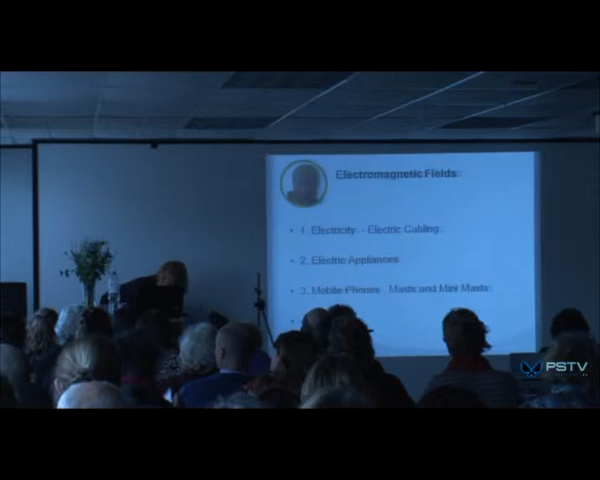 Electromagnetic Fields
• 1. Electricity - Electric Cabling
• 2. Electric Appliances
• 3. Mobile Phones Masts and Mini Masts
•
PSTV